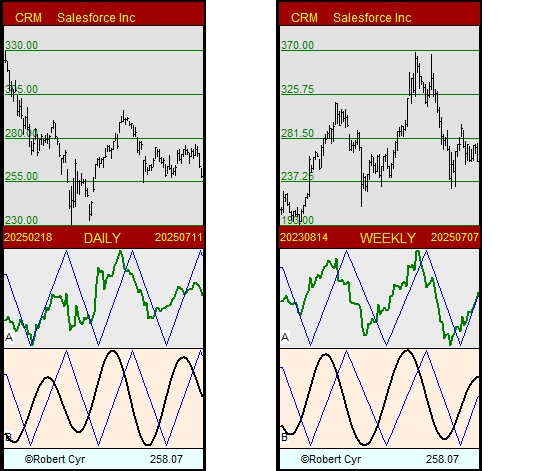 CRM Salesforce Inc
330.00
305.00
280.00
255.00
230.00
20250218 DAILY 20250711
A
B
©Robert Cyr 258.07
CRM Salesforce Inc
370.00
325.75
281.50
237.25
193.00
20230814 WEEKLY 20250707
A
B
©Robert Cyr 258.07